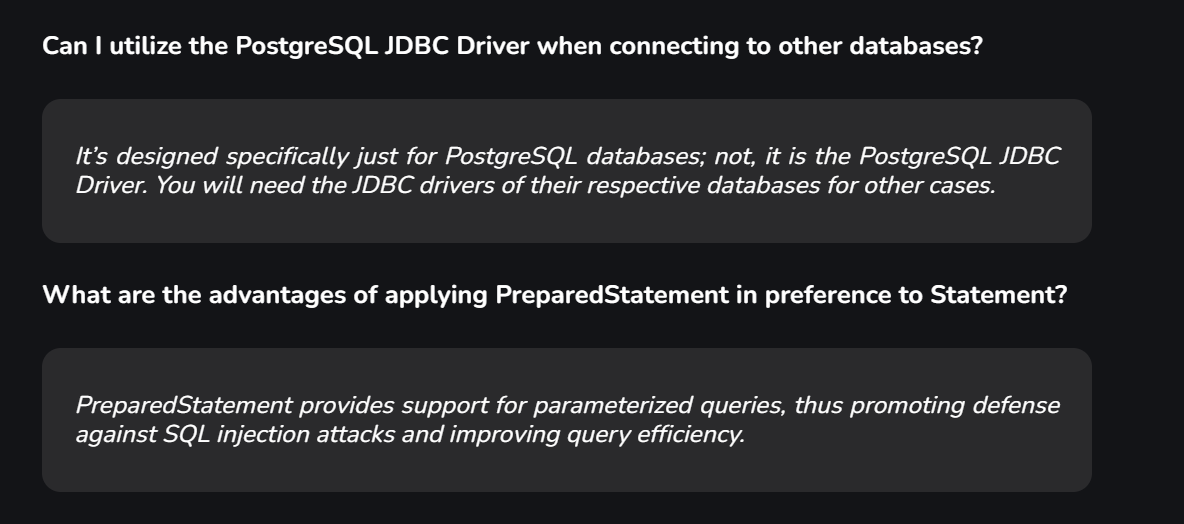 Can I utilize the PostgreSQL JDBC Driver when connecting to other databases?
It’s designed specifically just for PostgreSQL databases; not, it is the PostgreSQL JDBC
Driver. You will need the JDBC drivers of their respective databases for other cases.
What are the advantages of applying PreparedStatement in preference to Statement?
PreparedStatement provides support for parameterized queries, thus promoting defense
against SQL injection attacks and improving query efficiency.